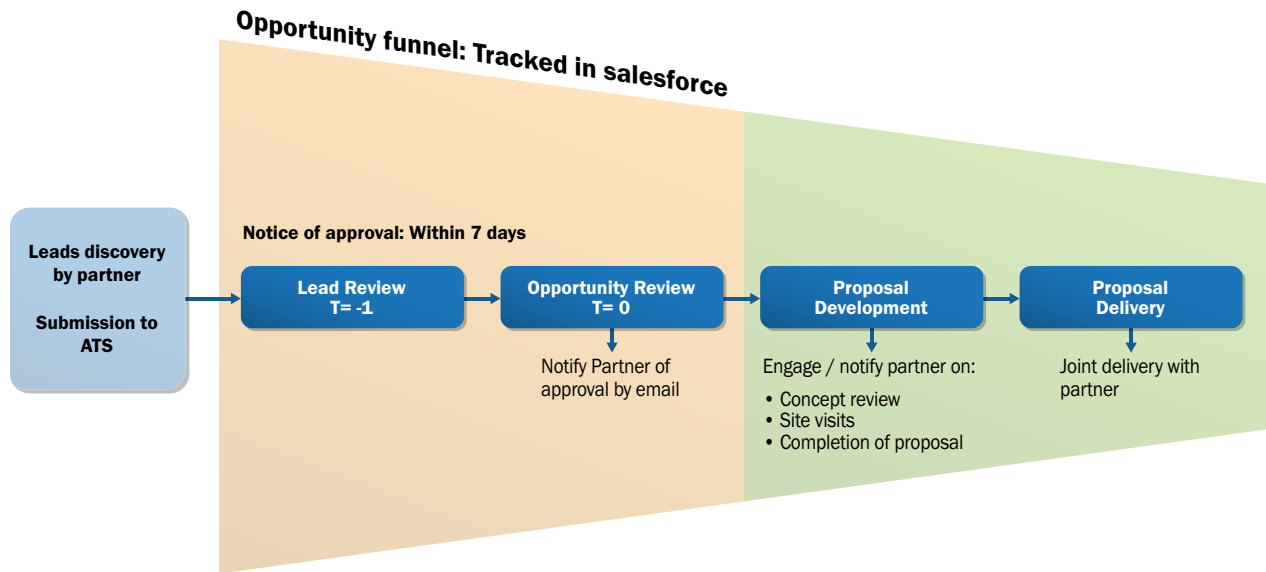 Opportunity funnel: Tracked in salesforce
Leads discovery
by partner
Submission to
ATS
Notice of approval: Within 7 days
Lead Review
T= -1
Opportunity Review
T= 0
Notify Partner of
approval by email
Proposal
Development
Engage / notify partner on:
• Concept review
• Site visits
• Completion of proposal
Proposal
Delivery
Joint delivery with
partner